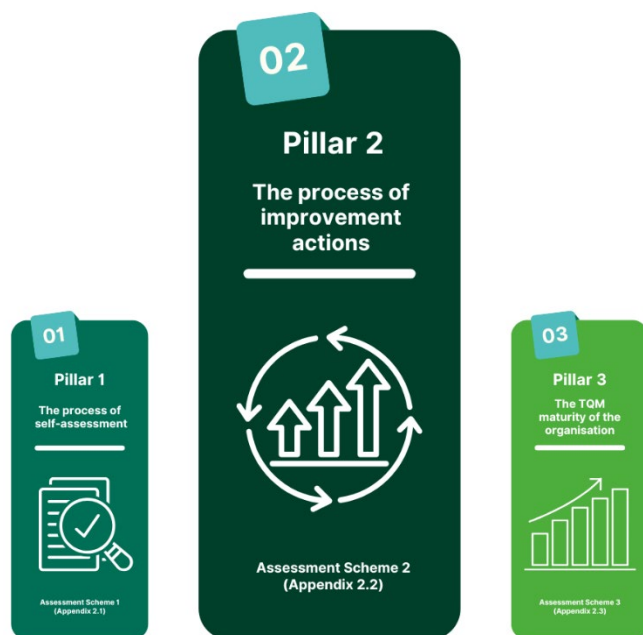 01
Pillar 1
The process of
self-assessment
Assessment Scheme 1
(Appendix 2.1)
02
Pillar 2
The process of
improvement
actions
Assessment Scheme 2
(Appendix 2.2)
03
Pillar 3
The TQM
maturity of the
organisation
Assessment Scheme 3
(Appendix 2.3)